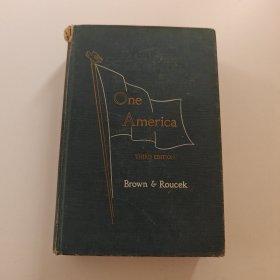 One
America
THIRD EDITION
Brown & Roucek